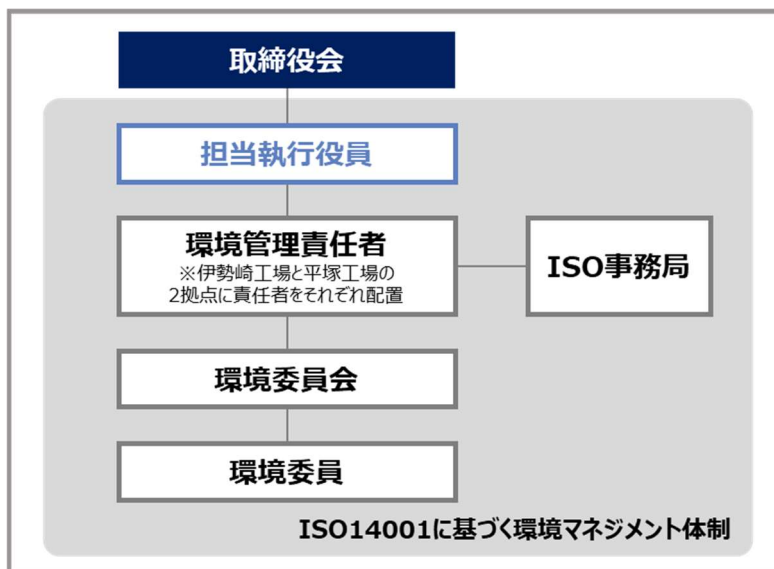 取締役会
担当執行役員
環境管理責任者
※伊勢崎工場と平塚工場の
2拠点に責任者をそれぞれ配置
ISO事務局
環境委員会
環境委員
ISO14001に基づく環境マネジメント体制